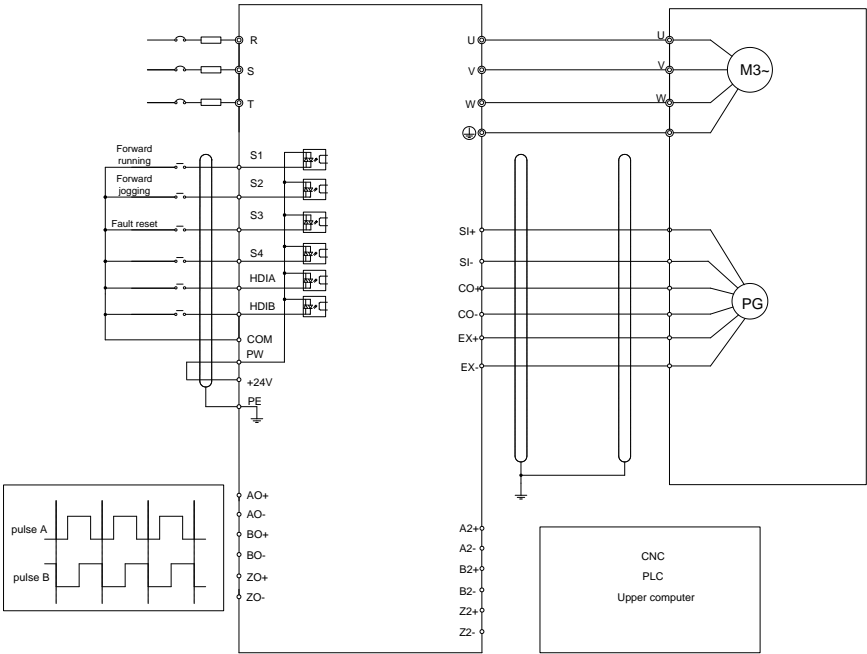 R
S
T
U
V
W
U
V
W
M3~
Forward
running
Forward
jogging
Fault reset
S1
S2
S3
S4
HDIA
HDIB
COM
PW
+24V
PE
SI+
SI-
CO+
CO-
EX+
EX-
PG
pulse A
pulse B
AO+
AO-
BO+
BO-
ZO+
ZO-
A2+
A2-
B2+
B2-
Z2+
Z2-
CNC
PLC
Upper computer